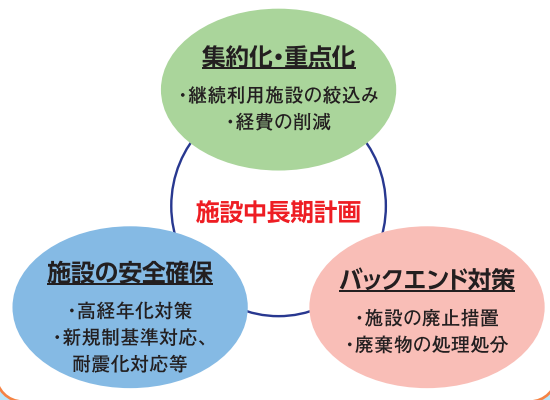 集約化・重点化
・継続利用施設の絞込み
・経費の削減
施設中長期計画
施設の安全確保
・高経年化対策
・新規制基準対応、
耐震化対応等
バックエンド対策
・施設の廃止措置
・廃棄物の処理処分